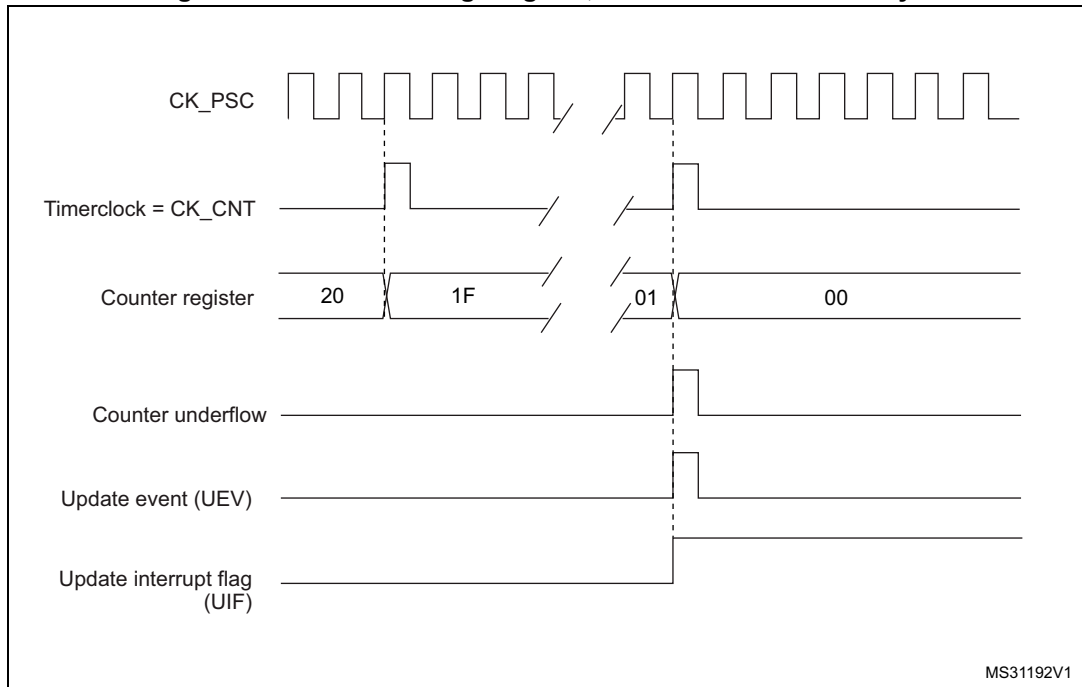 CK_PSC
Timerclock = CK_CNT
Counter register
20
1F
01
00
Counter underflow
Update event (UEV)
Update interrupt flag
(UIF)
MS31192V1